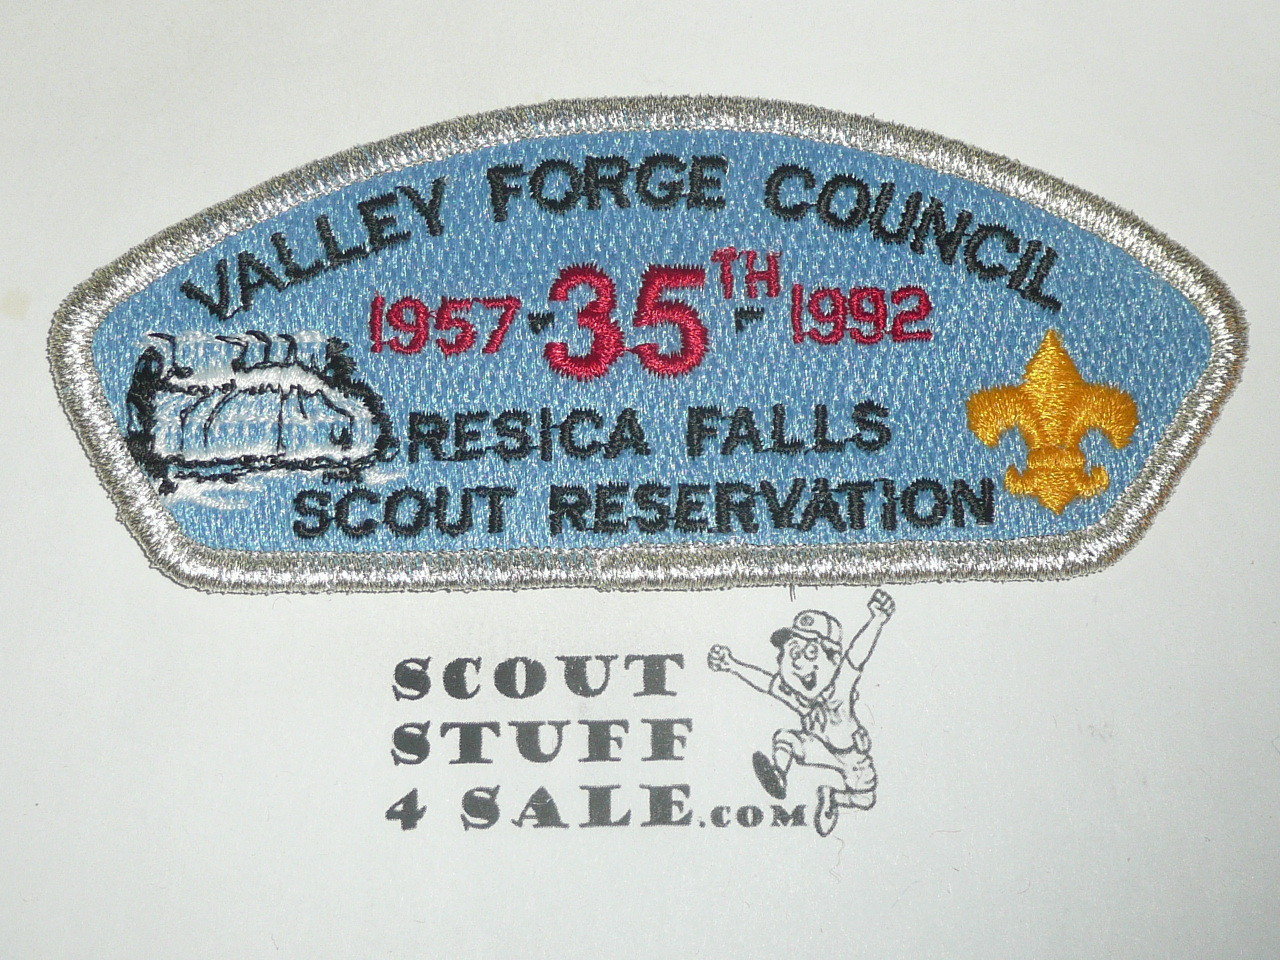 VALLEY FORGE COUNCIL
1957 - 35TH - 1992
RESICA FALLS
SCOUT RESERVATION
SCOUT
STUFF
4 SALE.COM